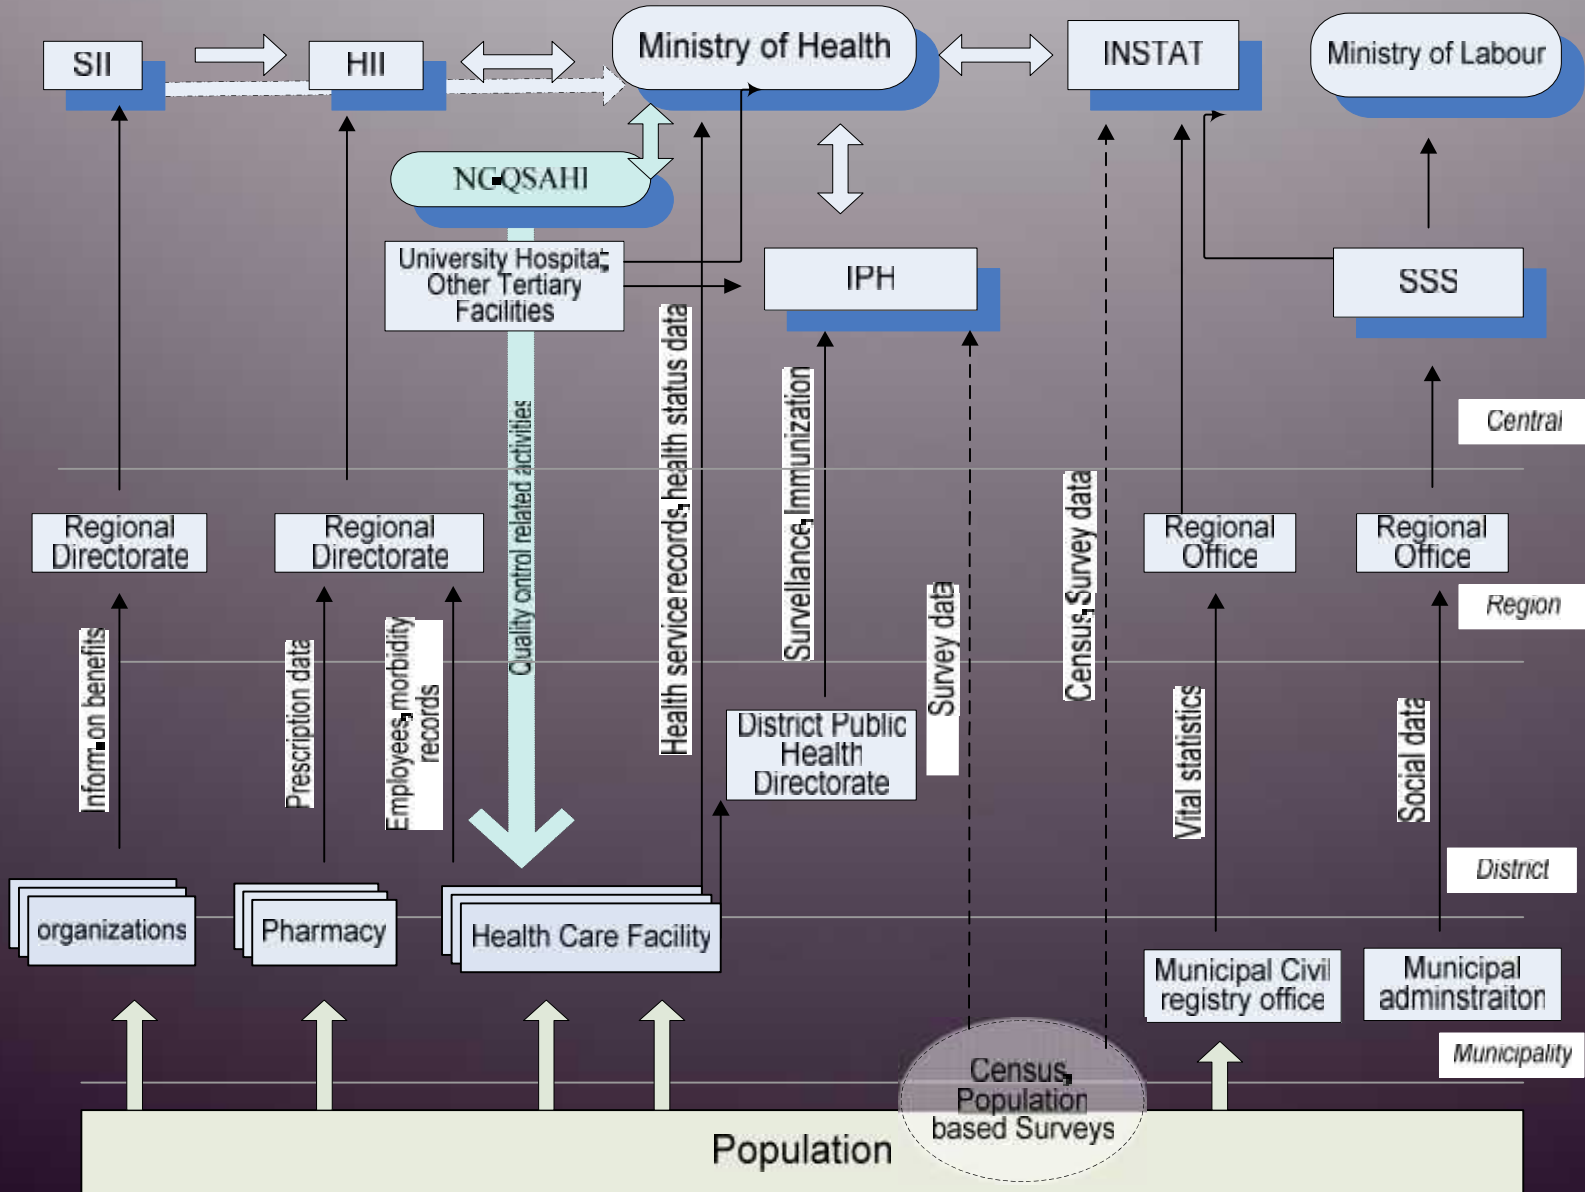 SII
HII
Ministry of Health
INSTAT
Ministry of Labour
NC-QSAHI
University Hospital,
Other Tertiary
Facilities
IPH
SSS
Central
Quality ontrol related activities
Health service records, health status data
Surveillance, Immunization
Survey data
Census, Survey data
Regional
Directorate
Regional
Directorate
Regional
Office
Regional
Office
Region
Inform-on benefits
Prescription data
Employees, morbidity
records
District Public
Health
Directorate
Vital statistics
Social data
District
organizations
Pharmacy
Health Care Facility
Municipal Civil
registry office
Municipal
adminstraiton
Municipality
Census,
Population
based Surveys
Population